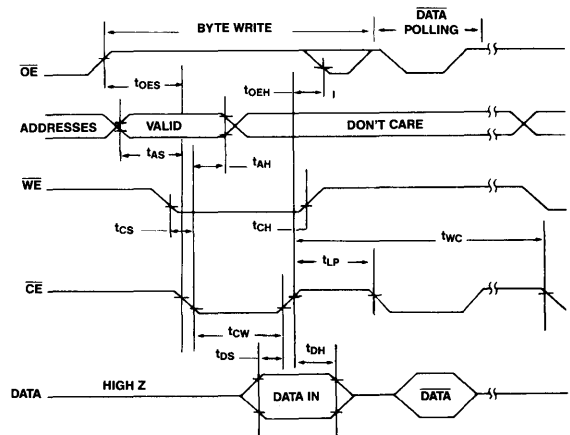 BYTE WRITE
DATA
POLLING
OE
tOES
tOEH
ADDRESSES
VALID
DON'T CARE
tAS
tAH
WE
tCS
tCH
tWC
tLP
CE
tCW
tDS
tDH
DATA
HIGH Z
DATA IN
DATA